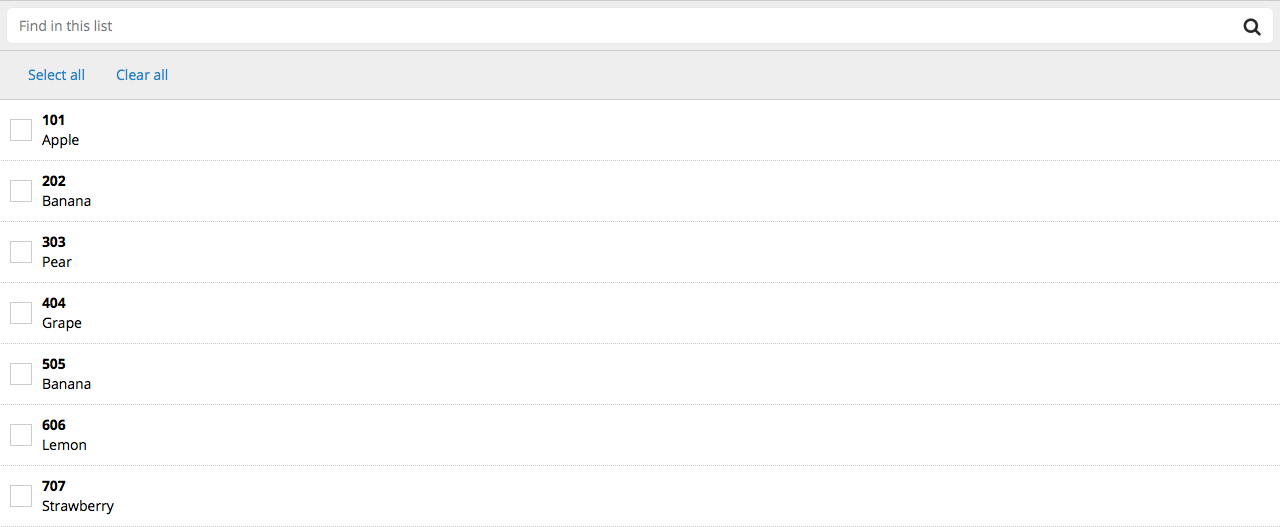 Find in this list
Select all Clear all
101
Apple
202
Banana
303
Pear
404
Grape
505
Banana
606
Lemon
707
Strawberry